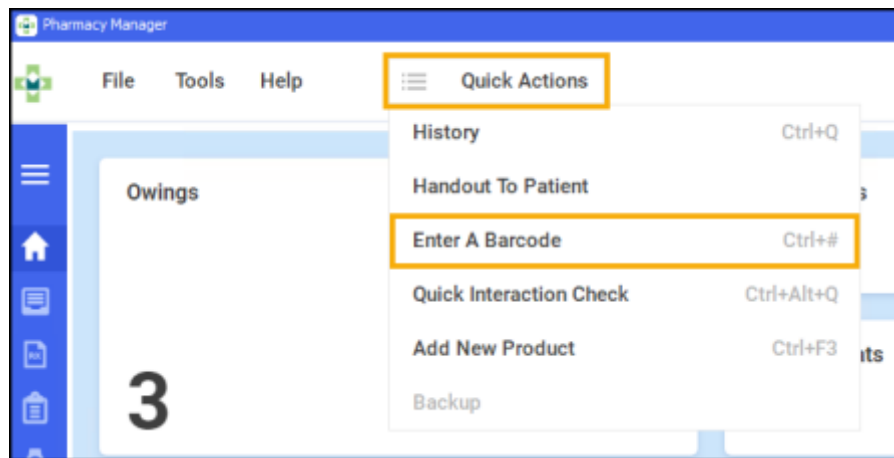 Pharmacy Manager
File Tools Help Quick Actions
History Ctrl+Q
Owings
Handout To Patient
Enter A Barcode Ctrl+#
Quick Interaction Check Ctrl+Alt+Q
Add New Product Ctrl+F3
3
Backup